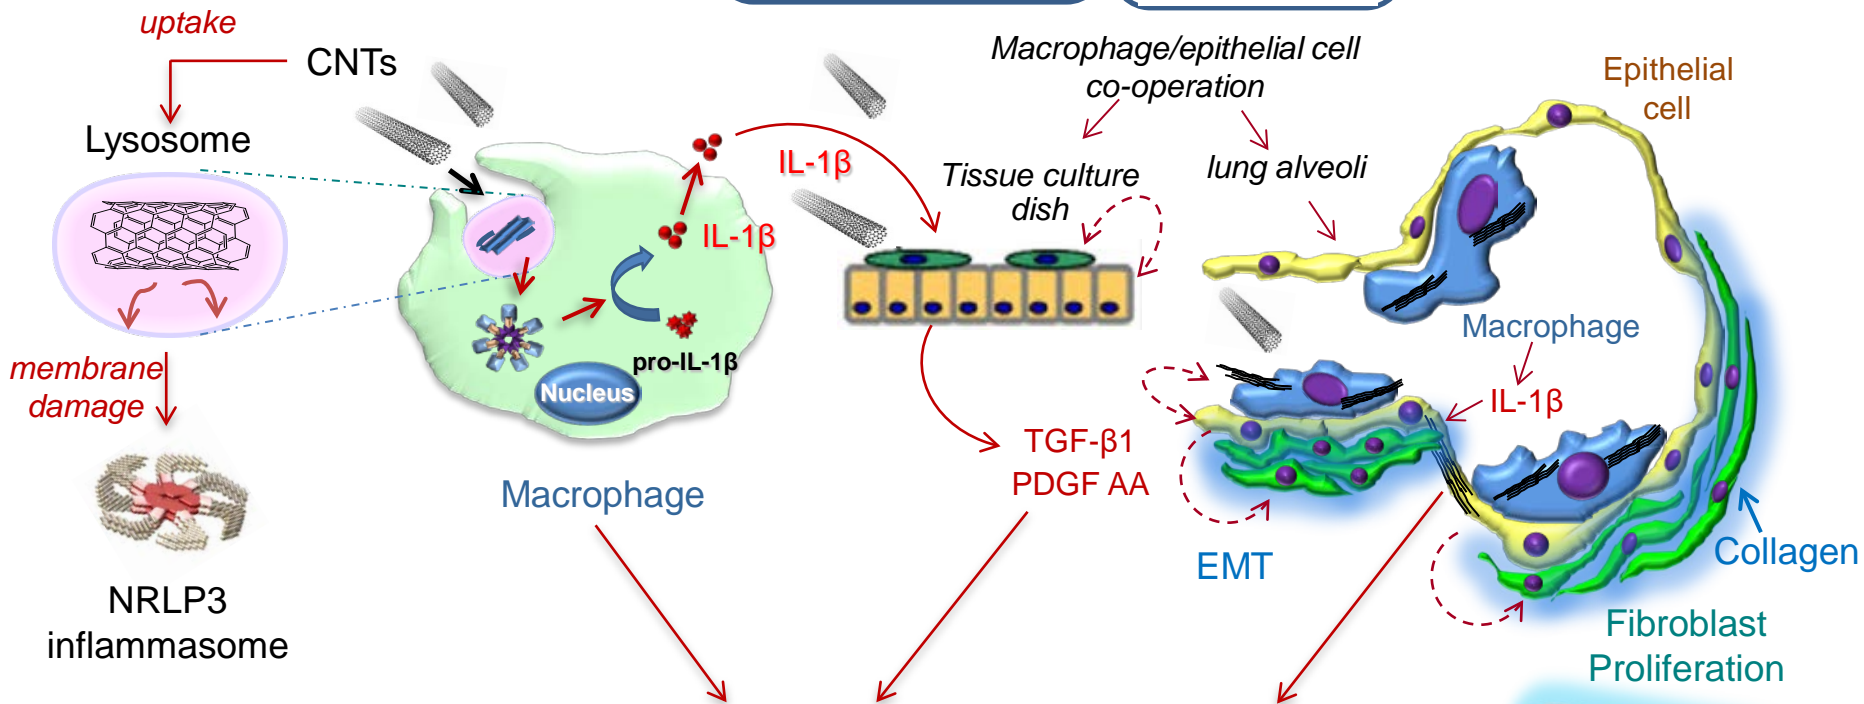 uptake
CNTs
Lysosome
membrane
damage
NRLP3
inflammasome
IL-1β
pro-IL-1β
Nucleus
Macrophage
IL-1β
Macrophage/epithelial cell
co-operation
Tissue culture
dish
lung alveoli
TGF-β1
PDGF AA
Epithelial
cell
Macrophage
IL-1β
EMT
Collagen
Fibroblast
Proliferation